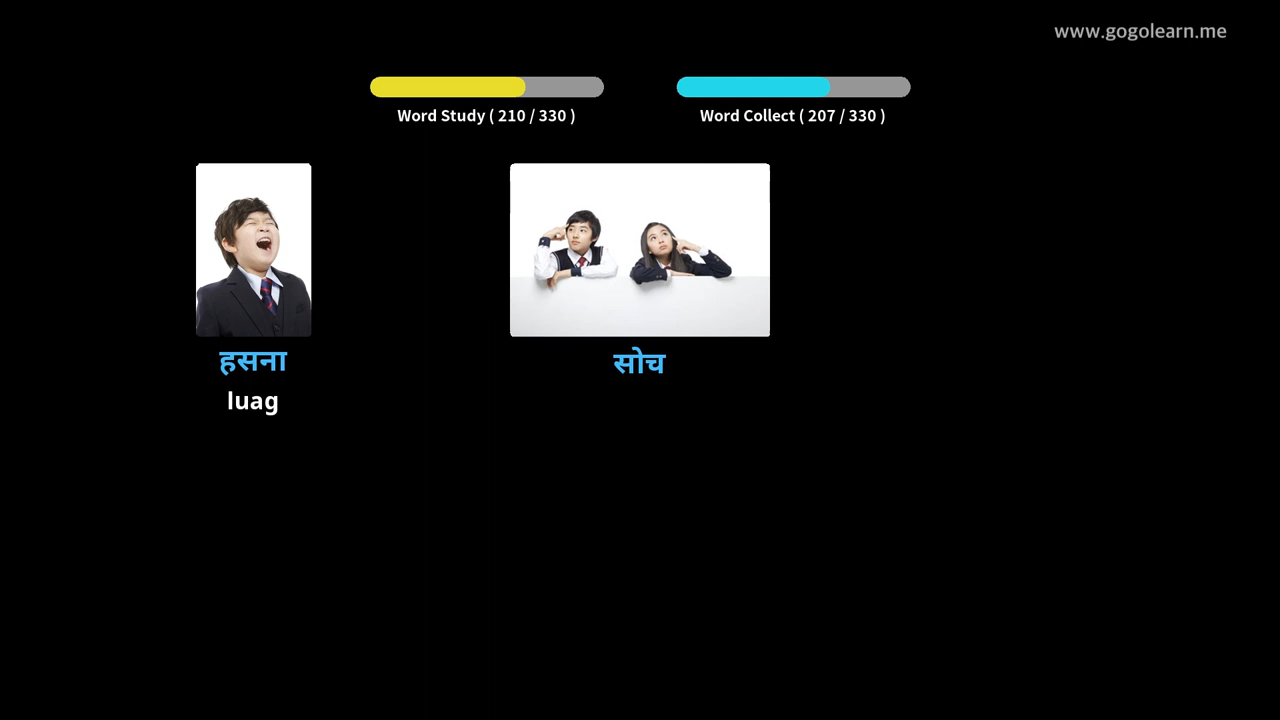 www.gogolearn.me
Word Study ( 210 / 330 )
Word Collect ( 207 / 330 )
हसना
luag
सोच